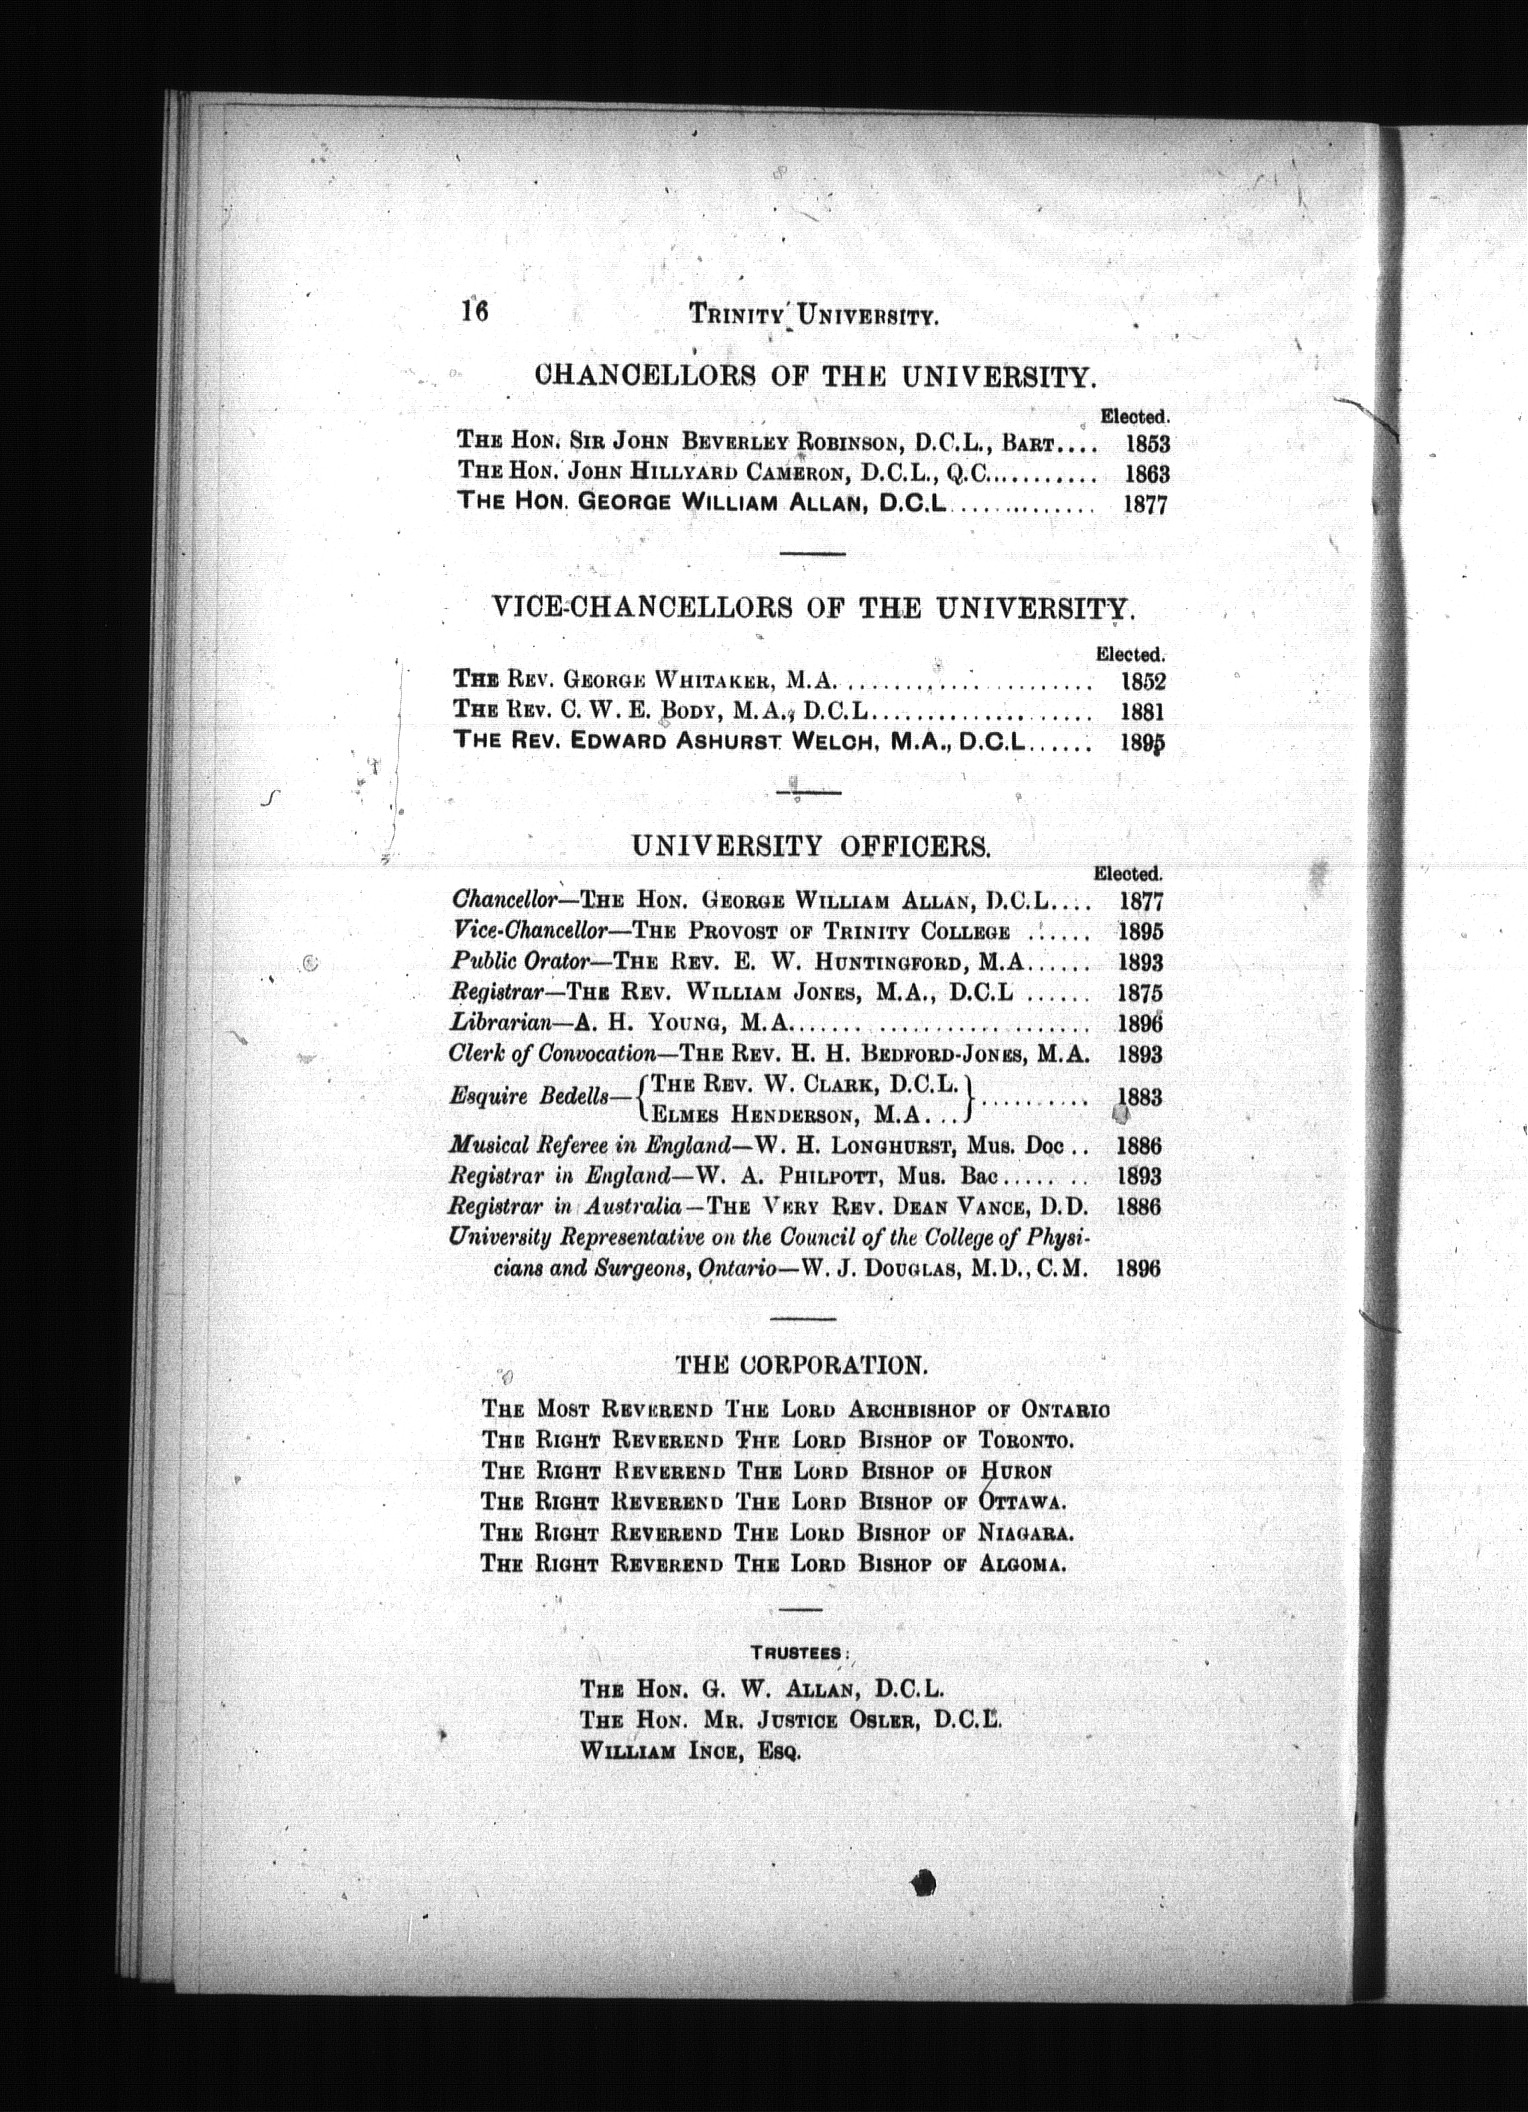 16 TRINITY UNIVERSITY.
CHANCELLORS OF THE UNIVERSITY.
Elected.
THE HON. SIR JOHN BEVERLEY ROBINSON, D.C.L., BART.... 1853
THE HON. JOHN HILLYARD CAMERON, D.C.L., Q.C........... 1863
THE HON. GEORGE WILLIAM ALLAN, D.C.L.............. 1877
VICE-CHANCELLORS OF THE UNIVERSITY.
Elected.
THE REV. GEORGE WHITAKER, M.A........................ 1852
THE REV. C. W. E. BODY, M.A., D.C.L.................... 1881
THE REV. EDWARD ASHURST WELCH, M.A., D.C.L...... 1895
UNIVERSITY OFFICERS.
Elected.
Chancellor—THE HON. GEORGE WILLIAM ALLAN, D.C.L.... 1877
Vice-Chancellor—THE PROVOST OF TRINITY COLLEGE ...... 1895
Public Orator—THE REV. E. W. HUNTINGFORD, M.A...... 1893
Registrar—THE REV. WILLIAM JONES, M.A., D.C.L ...... 1875
Librarian—A. H. YOUNG, M.A.......................... 1896
Clerk of Convocation—THE REV. H. H. BEDFORD-JONES, M.A. 1893
Esquire Bedells—{THE REV. W. CLARK, D.C.L.} .......... 1883
{ELMES HENDERSON, M.A...}
Musical Referee in England—W. H. LONGHURST, Mus. Doc .. 1886
Registrar in England—W. A. PHILPOTT, Mus. Bac....... 1893
Registrar in Australia—THE VERY REV. DEAN VANCE, D.D. 1886
University Representative on the Council of the College of Physi-
cians and Surgeons, Ontario—W. J. DOUGLAS, M.D., C.M. 1896
THE CORPORATION.
THE MOST REVEREND THE LORD ARCHBISHOP OF ONTARIO
THE RIGHT REVEREND THE LORD BISHOP OF TORONTO.
THE RIGHT REVEREND THE LORD BISHOP OF HURON
THE RIGHT REVEREND THE LORD BISHOP OF OTTAWA.
THE RIGHT REVEREND THE LORD BISHOP OF NIAGARA.
THE RIGHT REVEREND THE LORD BISHOP OF ALGOMA.
TRUSTEES:
THE HON. G. W. ALLAN, D.C.L.
THE HON. MR. JUSTICE OSLER, D.C.L.
WILLIAM INCE, ESQ.